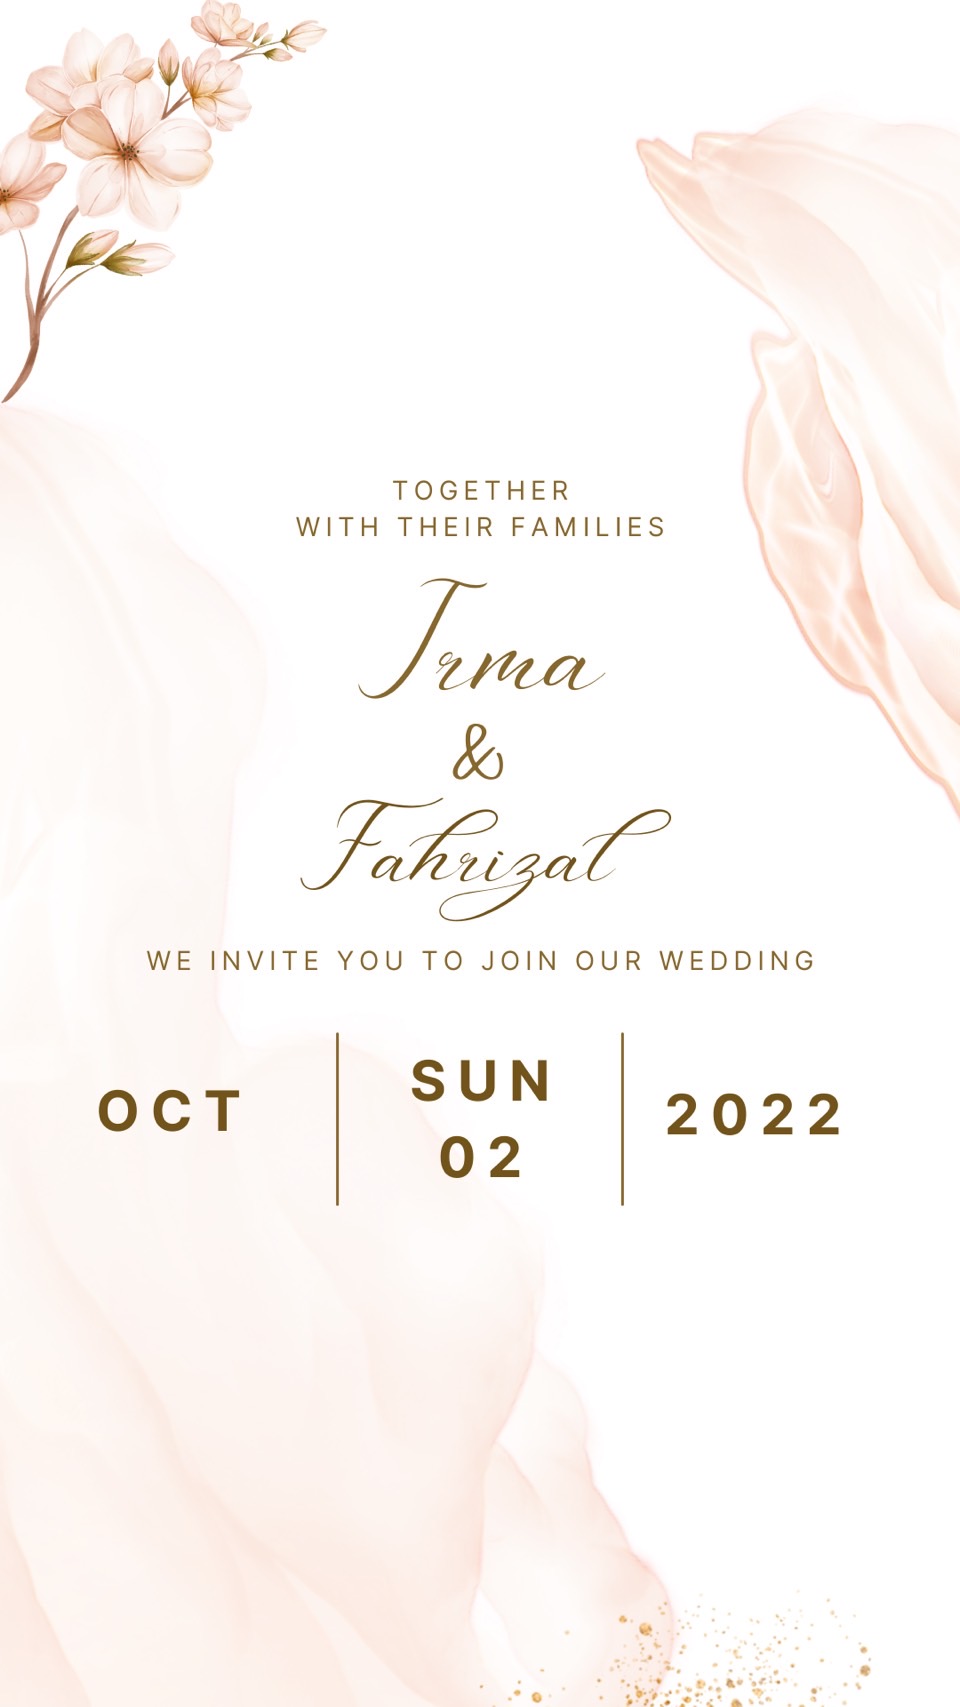 TOGETHER
WITH THEIR FAMILIES
Irma
&
Fahrizal
WE INVITE YOU TO JOIN OUR WEDDING
OCT
SUN
02
2022